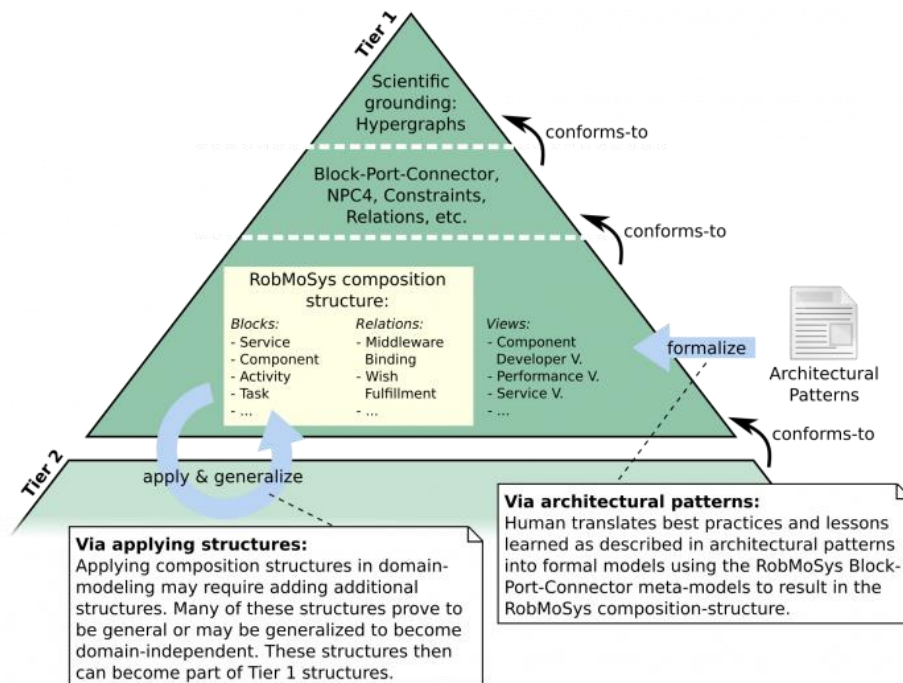 Tier 1
Scientific
grounding:
Hypergraphs
conforms-to
Block-Port-Connector,
NPC4, Constraints,
Relations, etc.
conforms-to
RobMoSys composition
structure:
Blocks:
- Service
- Component
- Activity
- Task
- ...
Relations:
- Middleware
Binding
- Wish
Fulfillment
- ...
Views:
- Component
Developer V.
- Performance V.
- Service V.
- ...
formalize
Architectural
Patterns
conforms-to
Tier 2
apply & generalize
Via applying structures:
Applying composition structures in domain-
modeling may require adding additional
structures. Many of these structures prove to
be general or may be generalized to become
domain-independent. These structures then
can become part of Tier 1 structures.
Via architectural patterns:
Human translates best practices and lessons
learned as described in architectural patterns
into formal models using the RobMoSys Block-
Port-Connector meta-models to result in the
RobMoSys composition-structure.